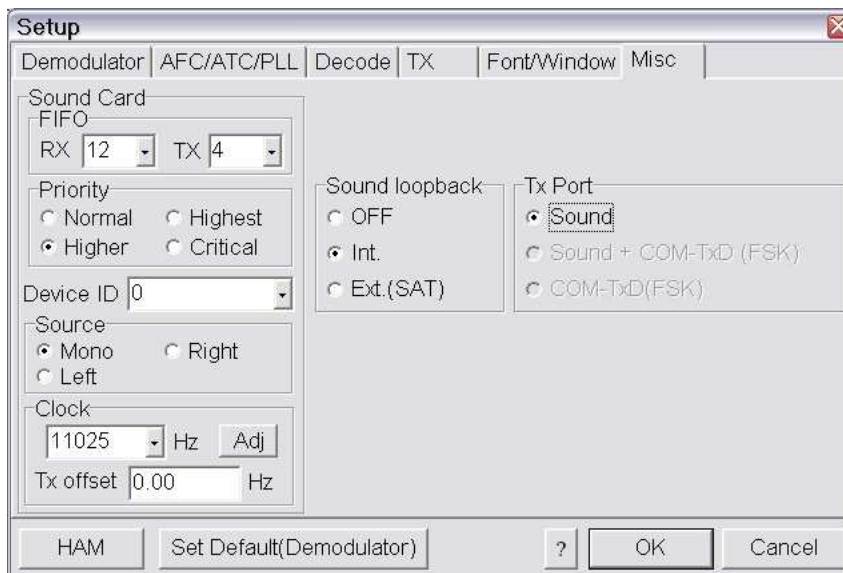 Setup
Demodulator AFC/ATC/PLL Decode TX Font/Window Misc
Sound Card
FIFO
RX 12 TX 4
Priority
Normal Highest
Higher Critical
Device ID 0
Source
Mono Right
Left
Clock
11025 Hz Adj
Tx offset 0.00 Hz
Sound loopback
OFF
Int.
Ext.(SAT)
Tx Port
Sound
Sound + COM-TxD (FSK)
COM-TxD(FSK)
HAM Set Default(Demodulator) ? OK Cancel